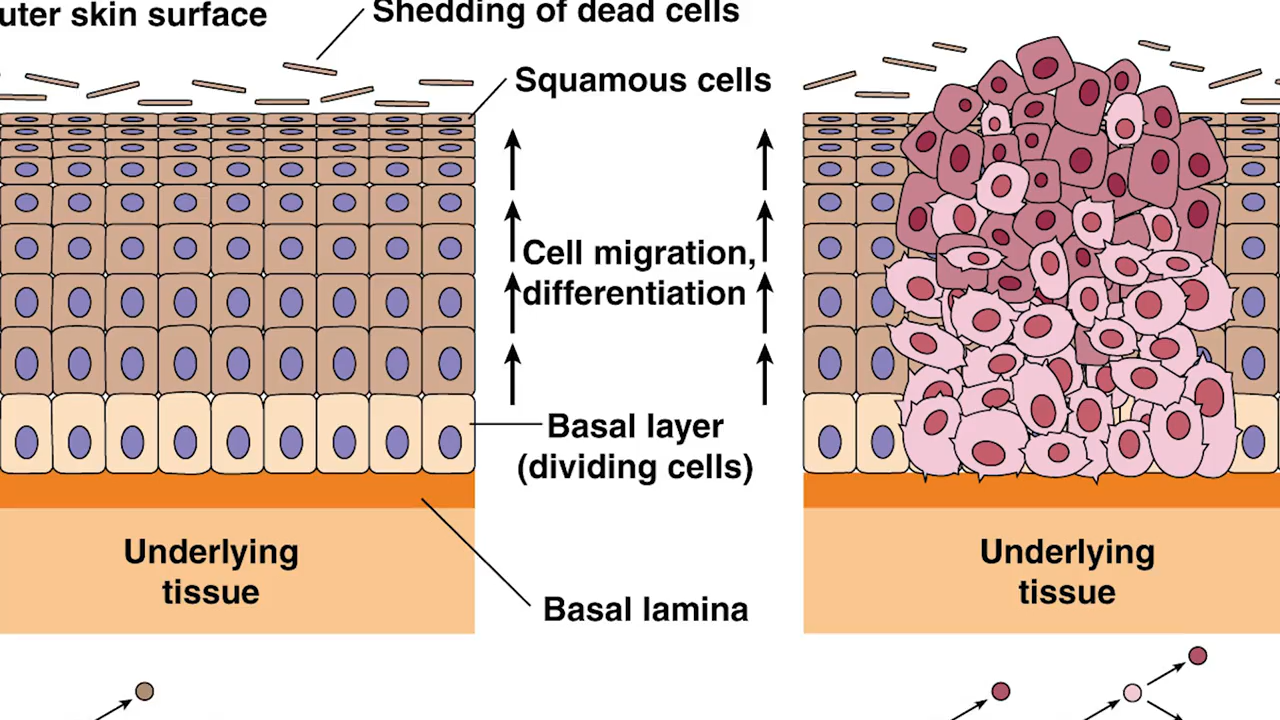 uter skin surface
Shedding of dead cells
Squamous cells
Cell migration,
differentiation
Basal layer
(dividing cells)
Underlying
tissue
Basal lamina
Underlying
tissue